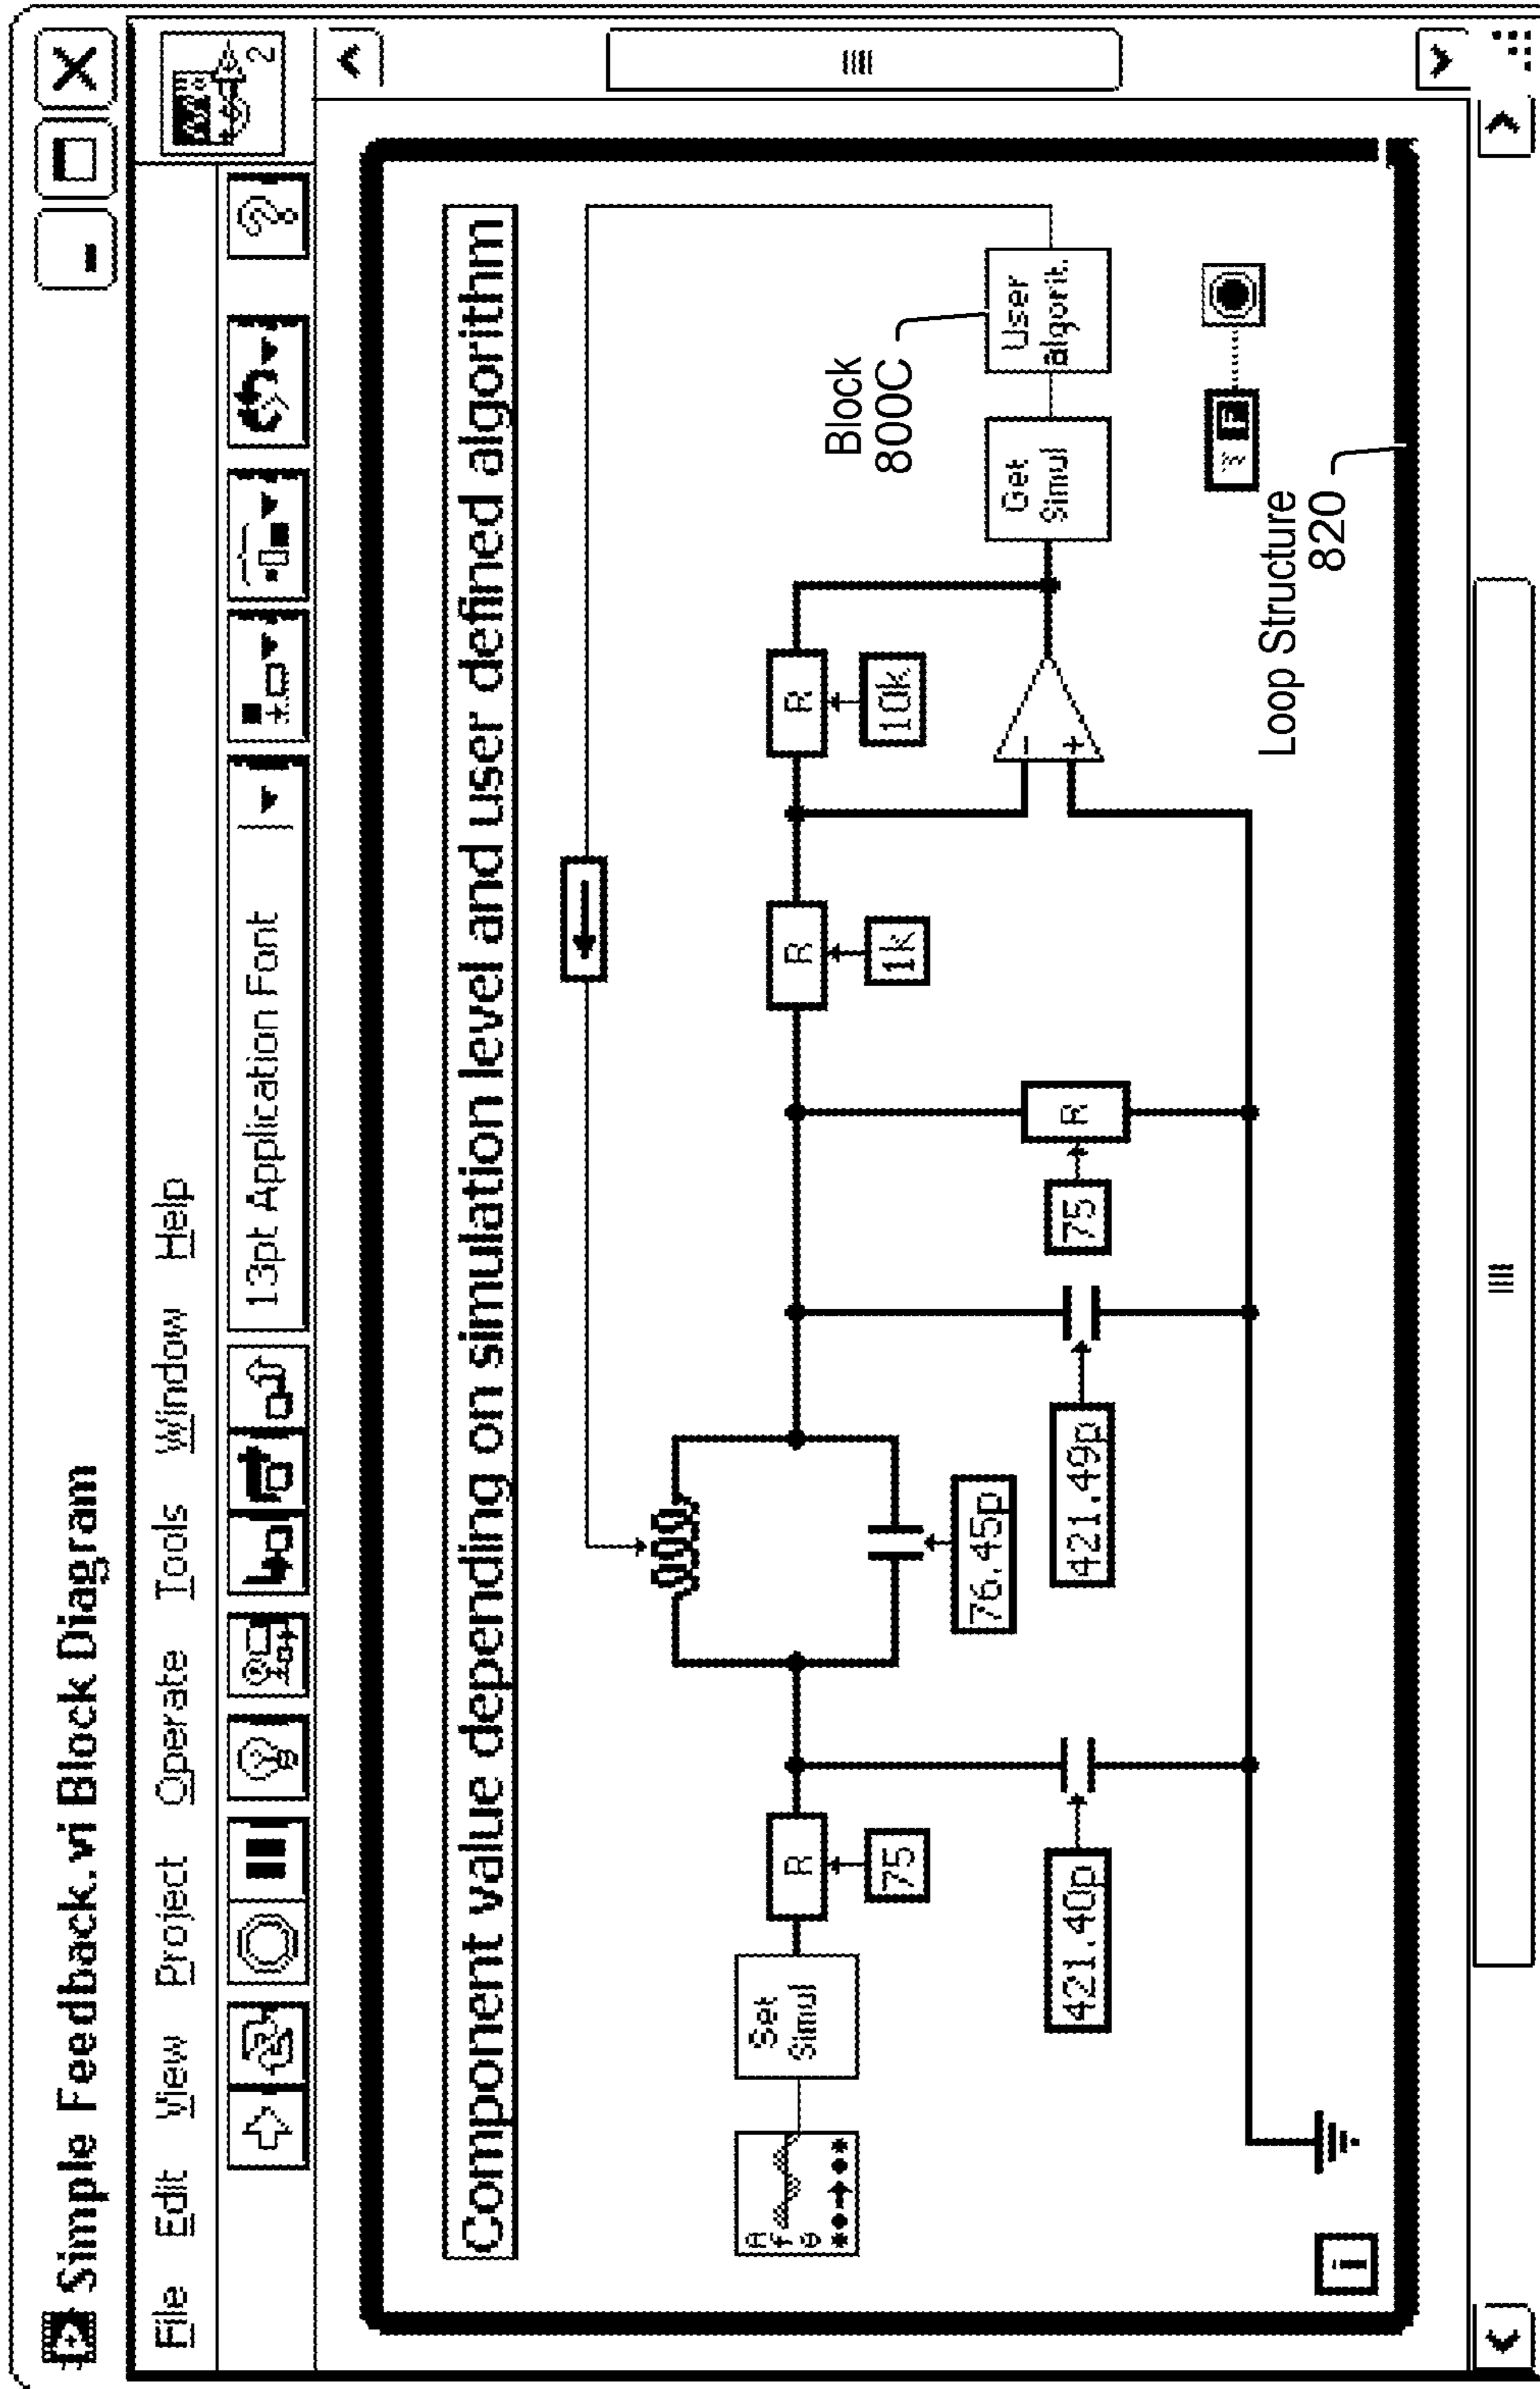 Simple Feedback.vi Block Diagram
File Edit View Project Operate Tools Window Help
13pt Application Font
2
Component value depending on simulation level and user defined algorithm
A
f
Set
Simul
R
75
421.40p
76.45p
421.49p
75
R
R
1k
R
10k
-
+
Get
Simul
User
algorit.
Block
800C
Loop Structure
820
T F
i